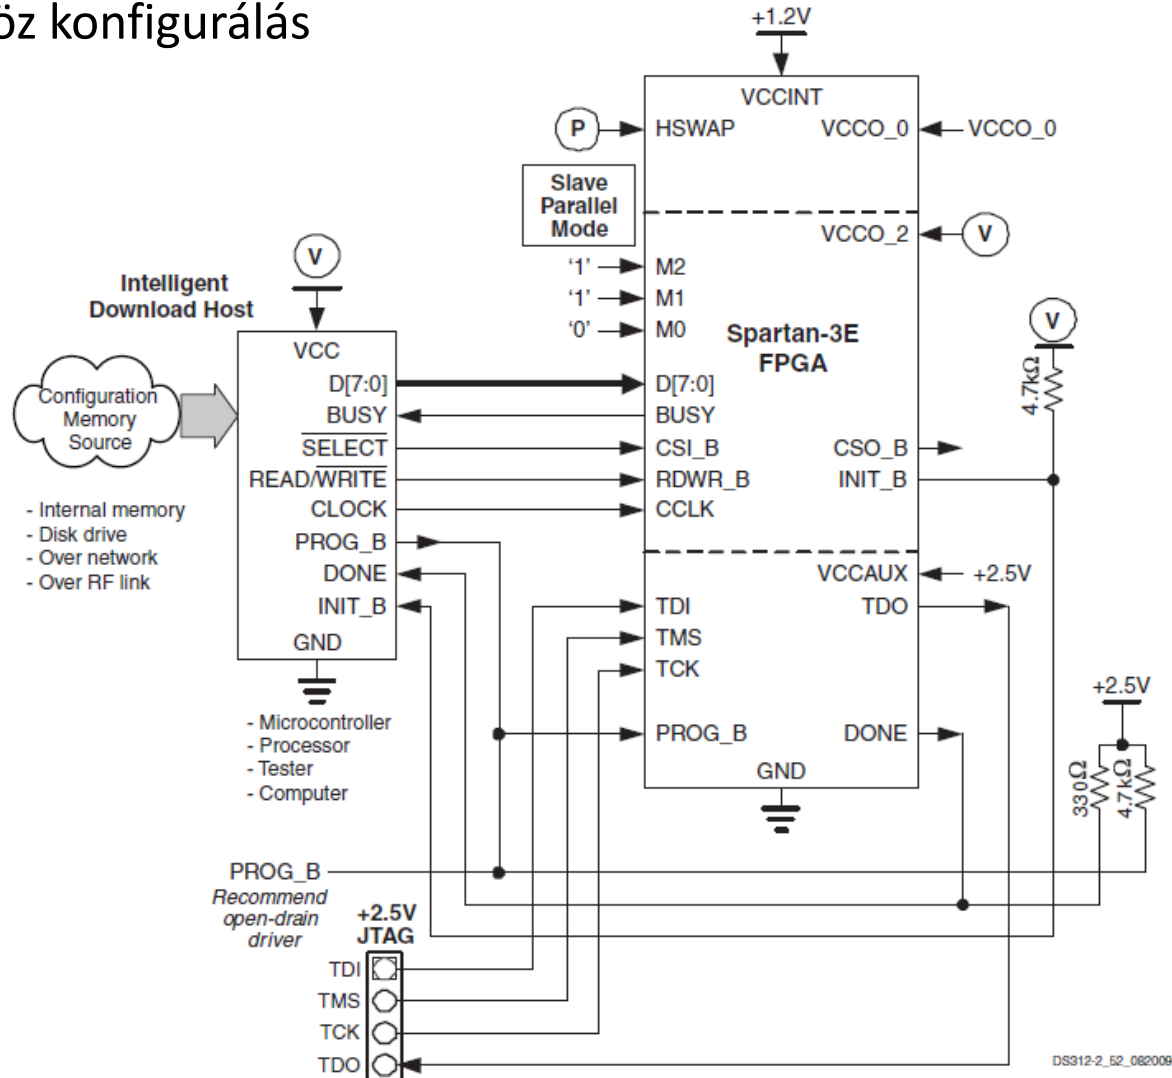 öz konfigurálás
+1.2V
VCCINT
P
HSWAP
VCCO_0
VCCO_0
Slave
Parallel
Mode
VCCO_2
V
V
Intelligent
Download Host
'1'
M2
'1'
M1
'0'
M0
Spartan-3E
FPGA
V
4.7kΩ
VCC
Configuration
Memory
Source
D[7:0]
D[7:0]
BUSY
BUSY
SELECT
CSI_B
CSO_B
READ/WRITE
RDWR_B
INIT_B
CLOCK
CCLK
- Internal memory
- Disk drive
- Over network
- Over RF link
PROG_B
DONE
VCCAUX
+2.5V
INIT_B
TDI
TDO
GND
TMS
TCK
+2.5V
- Microcontroller
- Processor
- Tester
- Computer
PROG_B
DONE
GND
330Ω
4.7kΩ
PROG_B
Recommend
open-drain
driver
+2.5V
JTAG
TDI
TMS
TCK
TDO
DS312-2_52_082009